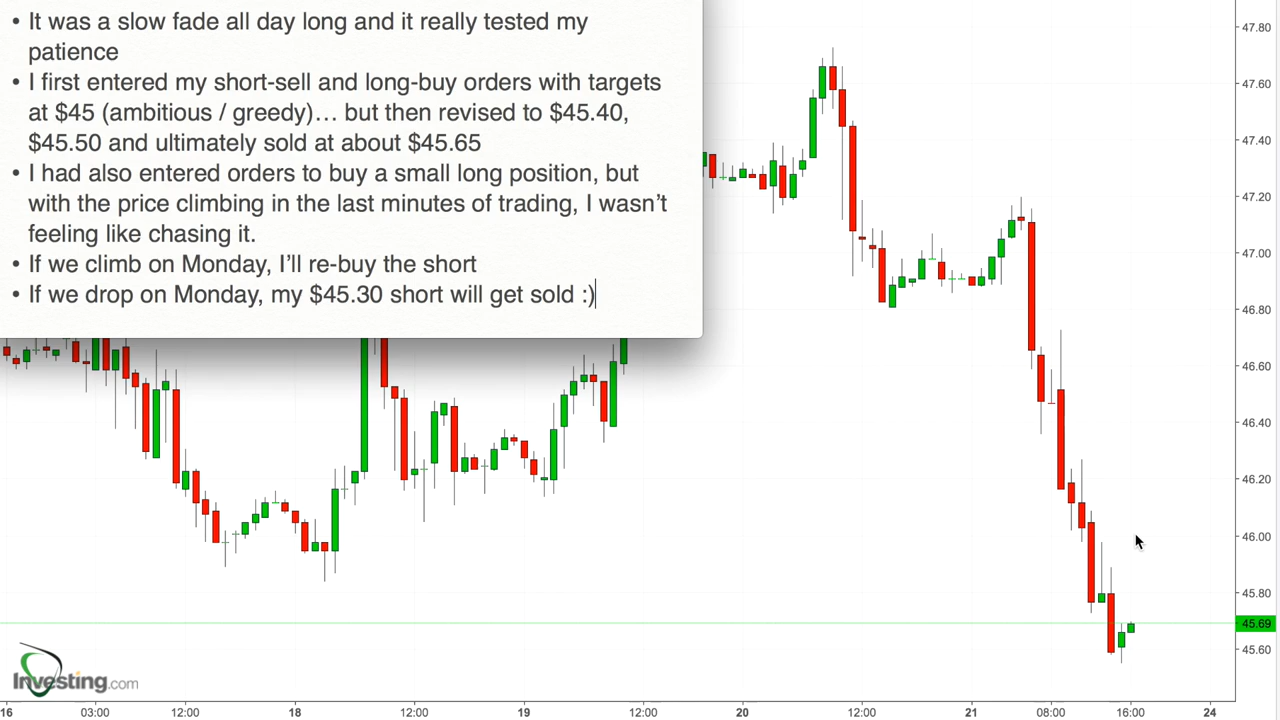 • It was a slow fade all day long and it really tested my
patience
• I first entered my short-sell and long-buy orders with targets
at $45 (ambitious / greedy)… but then revised to $45.40,
$45.50 and ultimately sold at about $45.65
• I had also entered orders to buy a small long position, but
with the price climbing in the last minutes of trading, I wasn’t
feeling like chasing it.
• If we climb on Monday, I’ll re-buy the short
• If we drop on Monday, my $45.30 short will get sold :)
47.80
47.60
47.40
47.20
47.00
46.80
46.60
46.40
46.20
46.00
45.80
45.69
45.60
Investing.com
16 03:00 12:00 18 12:00 19 12:00 20 12:00 21 08:00 16:00 24